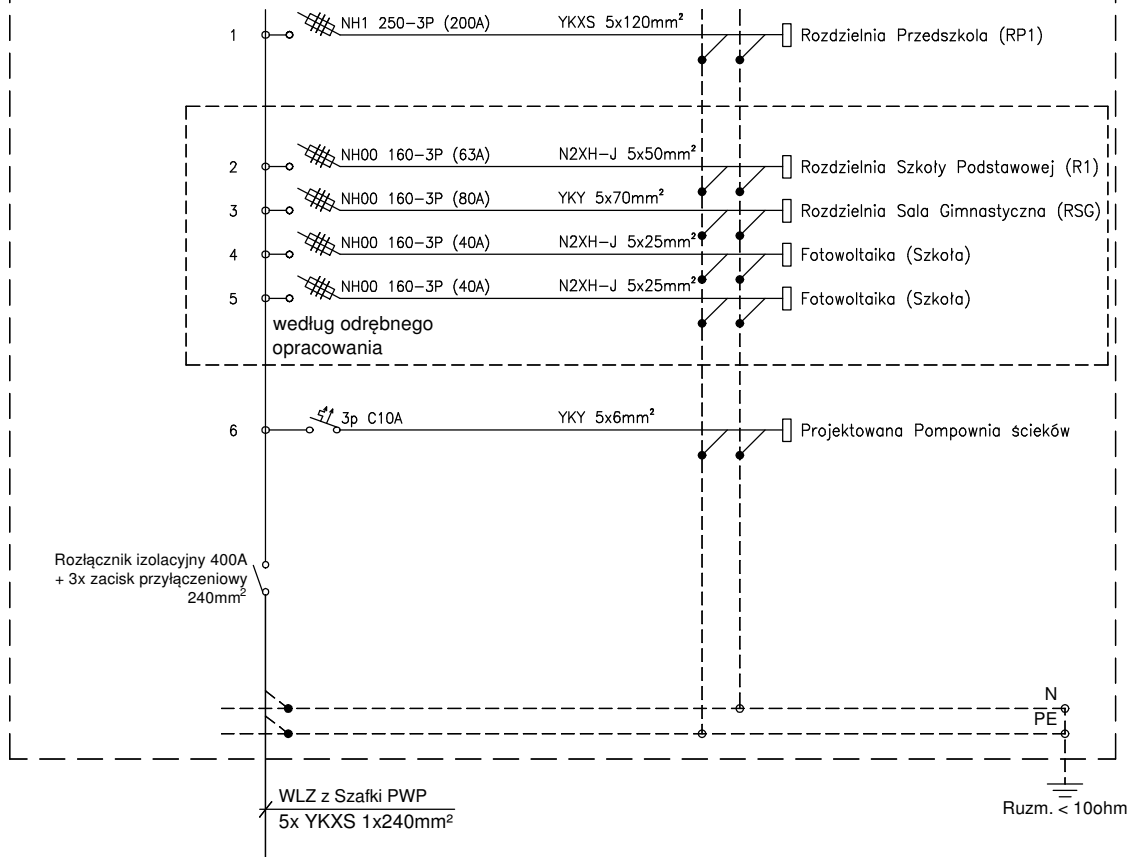 1 NH1 250-3P (200A) YKXS 5x120mm² Rozdzielnia Przedszkola (RP1)
2 NH00 160-3P (63A) N2XH-J 5x50mm² Rozdzielnia Szkoły Podstawowej (R1)
3 NH00 160-3P (80A) YKY 5x70mm² Rozdzielnia Sala Gimnastyczna (RSG)
4 NH00 160-3P (40A) N2XH-J 5x25mm² Fotowoltaika (Szkoła)
5 NH00 160-3P (40A) N2XH-J 5x25mm² Fotowoltaika (Szkoła)
według odrębnego
opracowania
6 3p C10A YKY 5x6mm² Projektowana Pompownia ścieków
Rozłącznik izolacyjny 400A
+ 3x zacisk przyłączeniowy
240mm²
N
PE
WLZ z Szafki PWP
5x YKXS 1x240mm²
Ruzm. < 10ohm